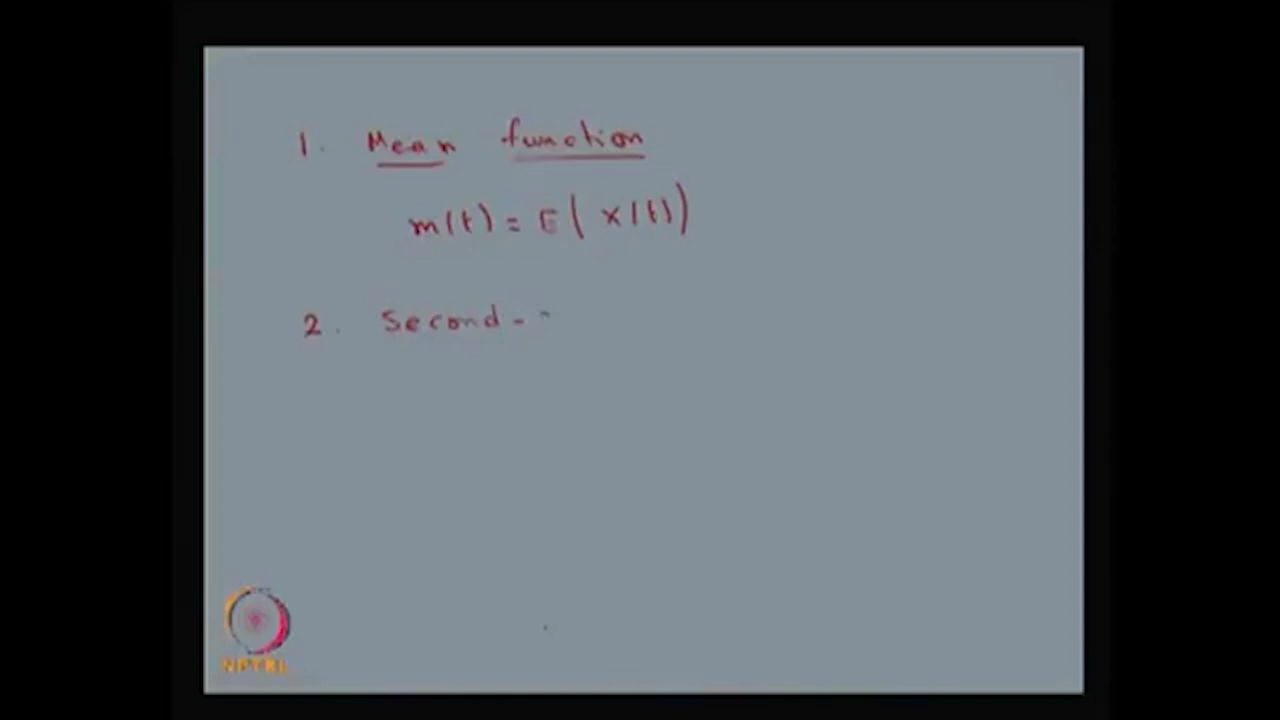 1. Mean function
m(t) = E( X(t))
2. Second -
NPTEL